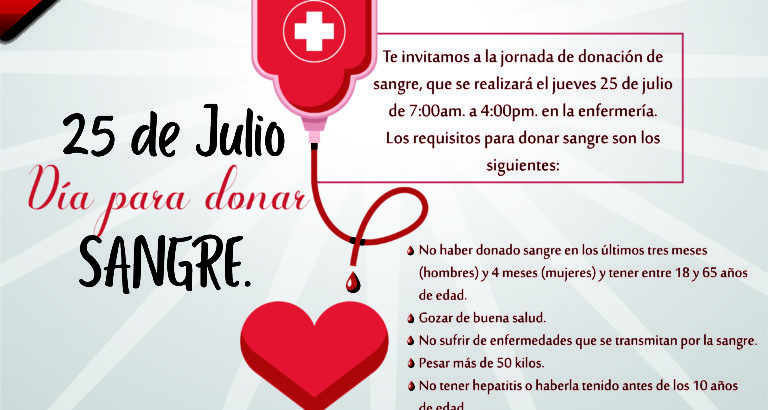 25 de Julio
Día para donar
SANGRE.
Te invitamos a la jornada de donación de
sangre, que se realizará el jueves 25 de julio
de 7:00am. a 4:00pm. en la enfermería.
Los requisitos para donar sangre son los
siguientes:
No haber donado sangre en los últimos tres meses
(hombres) y 4 meses (mujeres) y tener entre 18 y 65 años
de edad.
Gozar de buena salud.
No sufrir de enfermedades que se transmitan por la sangre.
Pesar más de 50 kilos.
No tener hepatitis o haberla tenido antes de los 10 años
de edad